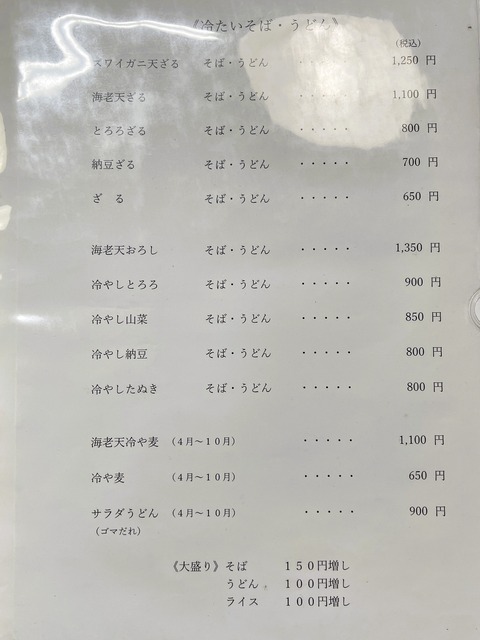 《冷たいそば・うどん》
(税込)
ズワイガニ天ざる そば・うどん ・・・・・ 1,250 円
海老天ざる そば・うどん ・・・・・ 1,100 円
とろろざる そば・うどん ・・・・・ 800 円
納豆ざる そば・うどん ・・・・・ 700 円
ざ る そば・うどん ・・・・・ 650 円
海老天おろし そば・うどん ・・・・・ 1,350 円
冷やしとろろ そば・うどん ・・・・・ 900 円
冷やし山菜 そば・うどん ・・・・・ 850 円
冷やし納豆 そば・うどん ・・・・・ 800 円
冷やしたぬき そば・うどん ・・・・・ 800 円
海老天冷や麦 (4月～10月) ・・・・・ 1,100 円
冷や麦 (4月～10月) ・・・・・ 650 円
サラダうどん (4月～10月) ・・・・・ 900 円
(ゴマだれ)
《大盛り》そば 150円増し
うどん 100円増し
ライス 100円増し